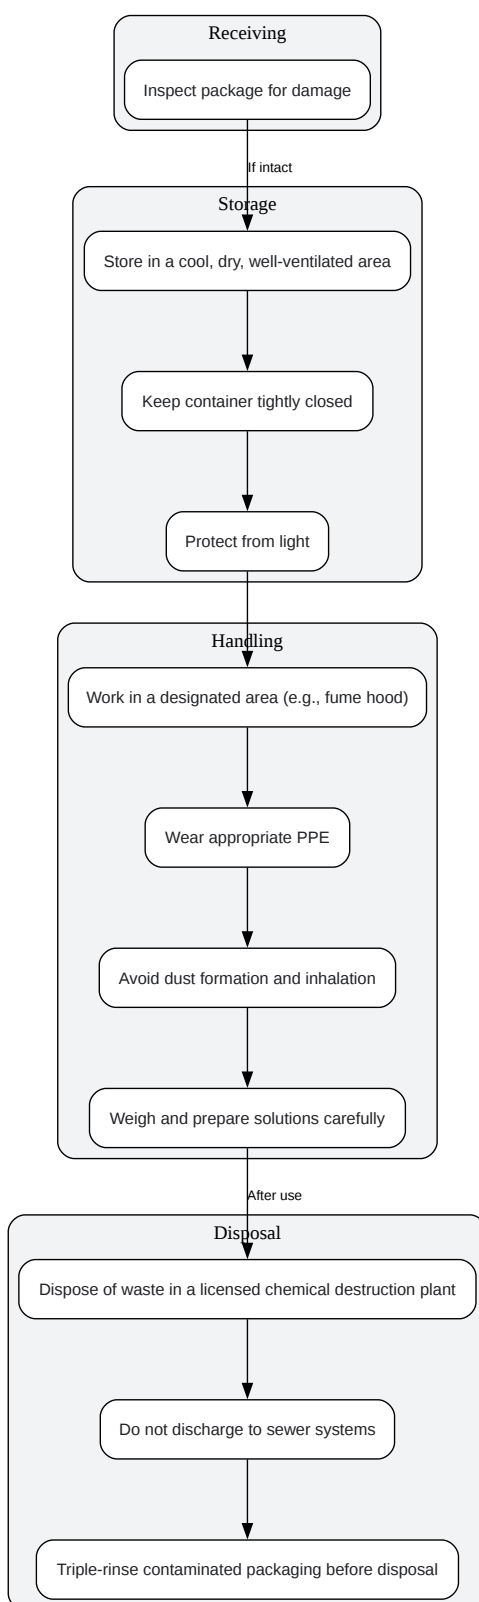 Receiving
Inspect package for damage
If intact
Storage
Store in a cool, dry, well-ventilated area
Keep container tightly closed
Protect from light
Handling
Work in a designated area (e.g., fume hood)
Wear appropriate PPE
Avoid dust formation and inhalation
Weigh and prepare solutions carefully
After use
Disposal
Dispose of waste in a licensed chemical destruction plant
Do not discharge to sewer systems
Triple-rinse contaminated packaging before disposal